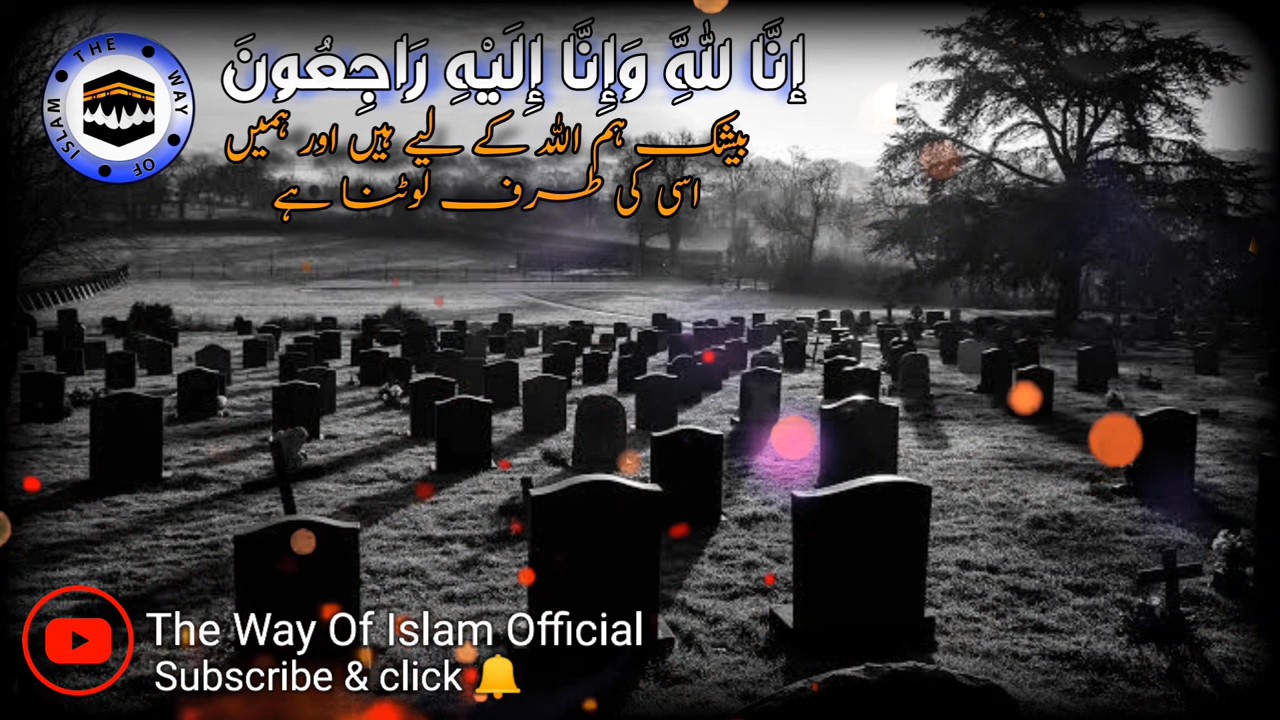 THE WAY OF ISLAM
إِنَّا لِلَّهِ وَإِنَّا إِلَيْهِ رَاجِعُونَ
بیشک ہم اللہ کے لیے ہیں اور ہمیں
اسی کی طرف لوٹنا ہے
The Way Of Islam Official
Subscribe & click